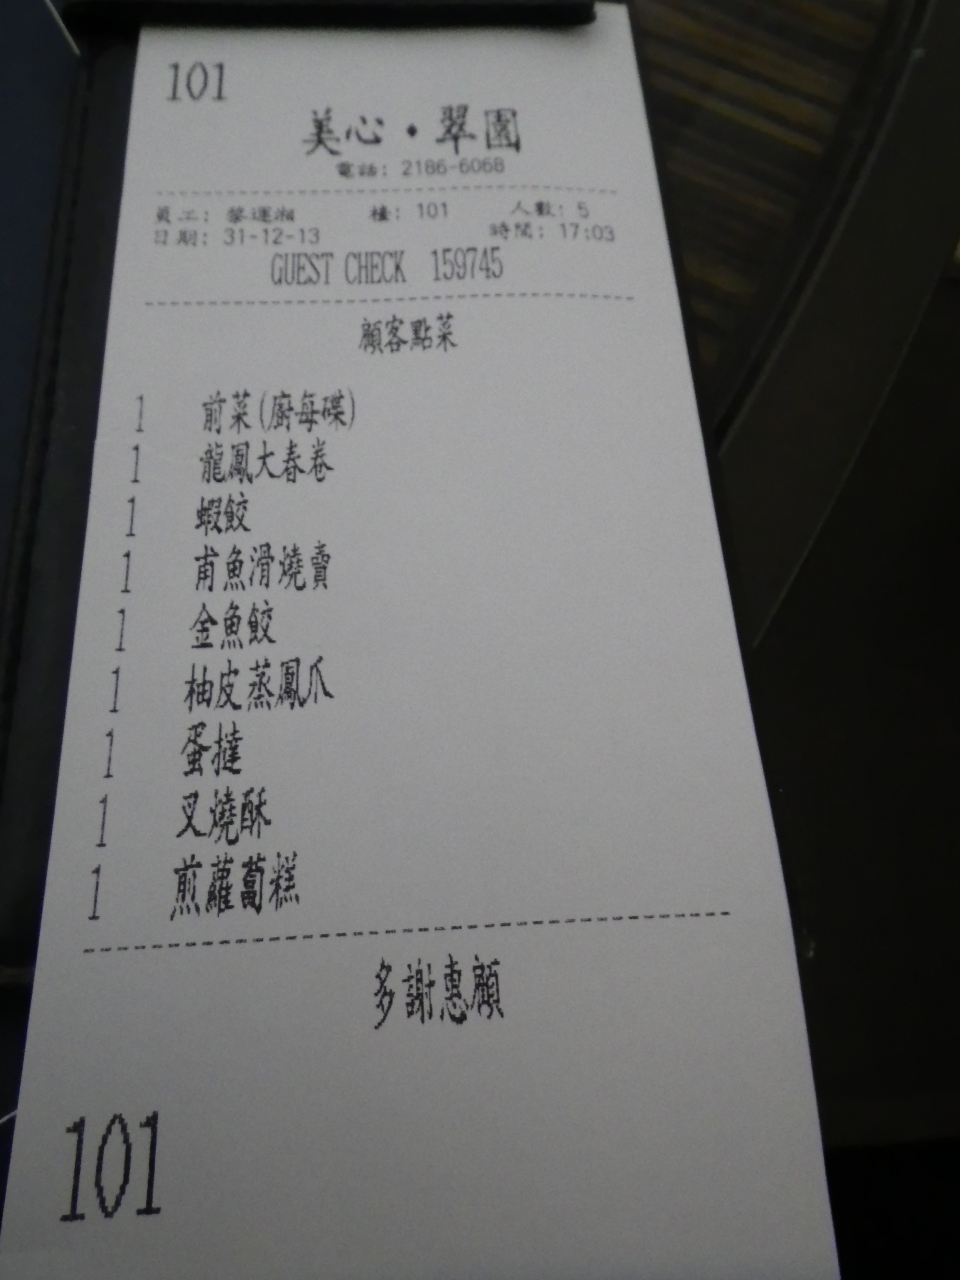 101
美心·翠園
電話: 2186-6068
員工: 黎運湘 檯: 101 人數: 5
日期: 31-12-13 時間: 17:03
GUEST CHECK 159745
顧客點菜
1 前菜(廚每碟)
1 龍鳳大春卷
1 蝦餃
1 甫魚滑燒賣
1 金魚餃
1 柚皮蒸鳳爪
1 蛋撻
1 叉燒酥
1 煎蘿蔔糕
多謝惠顧
101